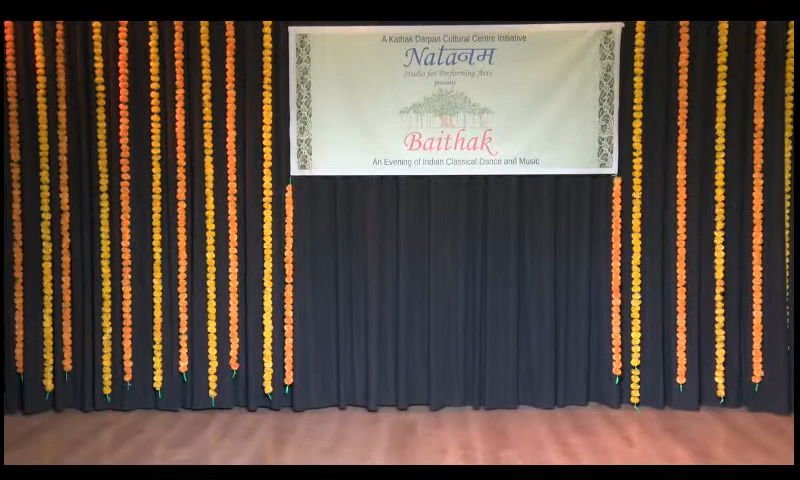 A Kathak Darpan Cultural Centre Initiative
Nataनम
Studio for Performing Arts
presents
Baithak
An Evening of Indian Classical Dance and Music